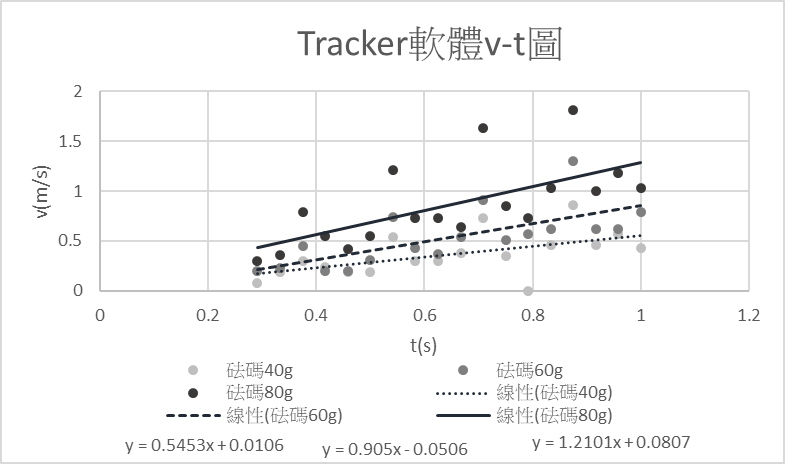 Tracker軟體v-t圖
2
1.5
1
0.5
0
v(m/s)
0 0.2 0.4 0.6 0.8 1 1.2
t(s)
砝碼40g 砝碼60g
砝碼80g 線性(砝碼40g)
線性(砝碼60g) 線性(砝碼80g)
y = 0.5453x + 0.0106 y = 0.905x - 0.0506 y = 1.2101x + 0.0807